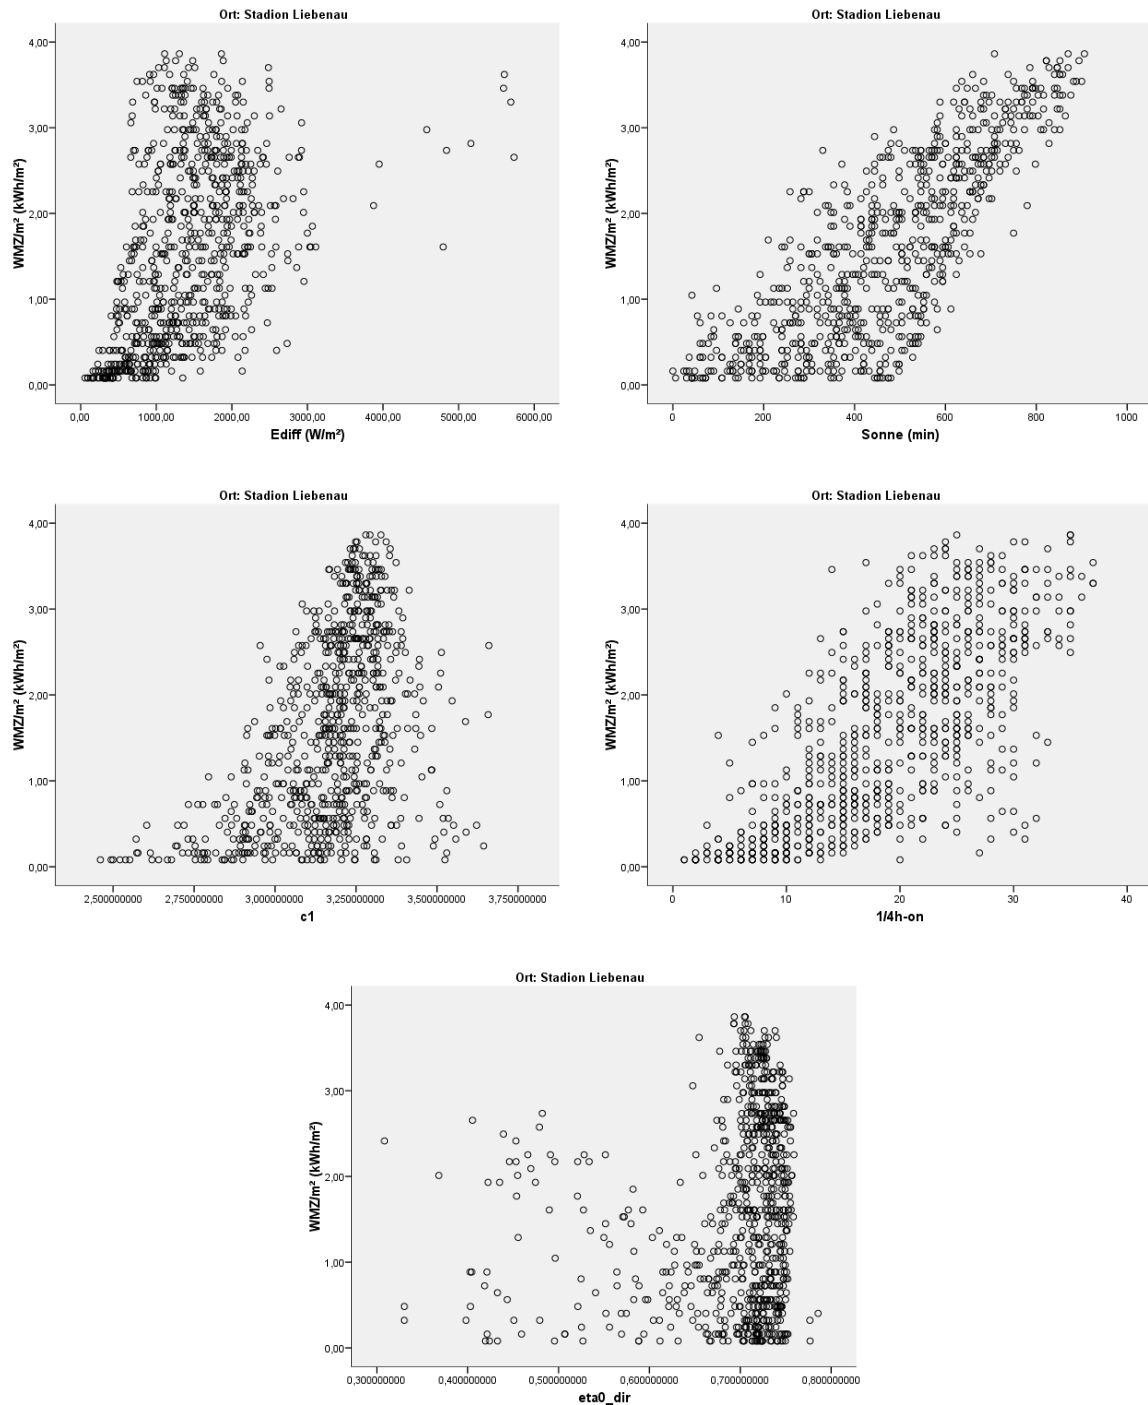 Ort: Stadion Liebenau
4,00
3,00
2,00
1,00
0,00
WMZ/m² (kWh/m²)
0,00 1000,00 2000,00 3000,00 4000,00 5000,00 6000,00
Ediff (W/m²)
Ort: Stadion Liebenau
4,00
3,00
2,00
1,00
0,00
WMZ/m² (kWh/m²)
0 200 400 600 800 1000
Sonne (min)
Ort: Stadion Liebenau
4,00
3,00
2,00
1,00
0,00
WMZ/m² (kWh/m²)
2,500000000 2,750000000 3,000000000 3,250000000 3,500000000 3,750000000
c1
Ort: Stadion Liebenau
4,00
3,00
2,00
1,00
0,00
WMZ/m² (kWh/m²)
0 10 20 30 40
1/4h-on
Ort: Stadion Liebenau
4,00
3,00
2,00
1,00
0,00
WMZ/m² (kWh/m²)
0,300000000 0,400000000 0,500000000 0,600000000 0,700000000 0,800000000
eta0_dir